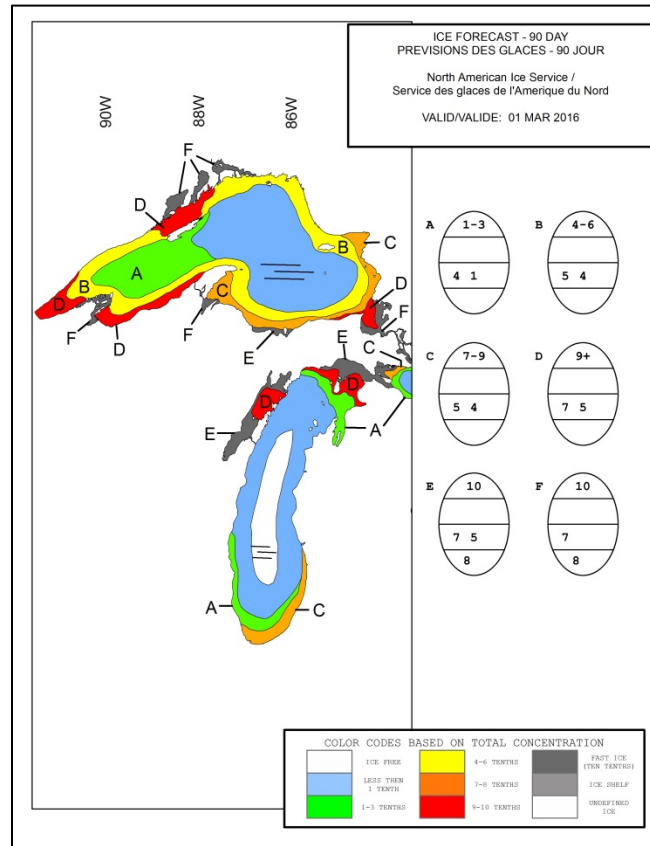 ICE FORECAST - 90 DAY
PREVISIONS DES GLACES - 90 JOUR
North American Ice Service /
Service des glaces de l'Amerique du Nord
VALID/VALIDE: 01 MAR 2016
90W
88W
86W
F
D
C
B
A
B
D
D
C
F
F
F
D
E
E
C
D
D
E
A
A
C
A
1-3
4 1
B
4-6
5 4
C
7-9
5 4
D
9+
7 5
E
10
7 5
8
F
10
7
8
COLOR CODES BASED ON TOTAL CONCENTRATION
ICE FREE
4-6 TENTHS
FAST ICE
(TEN TENTRS)
LESS THEN
1 TENTH
7-8 TENTHS
ICE SHELF
1-3 TENTHS
9-10 TENTHS
UNDEFINED
ICE